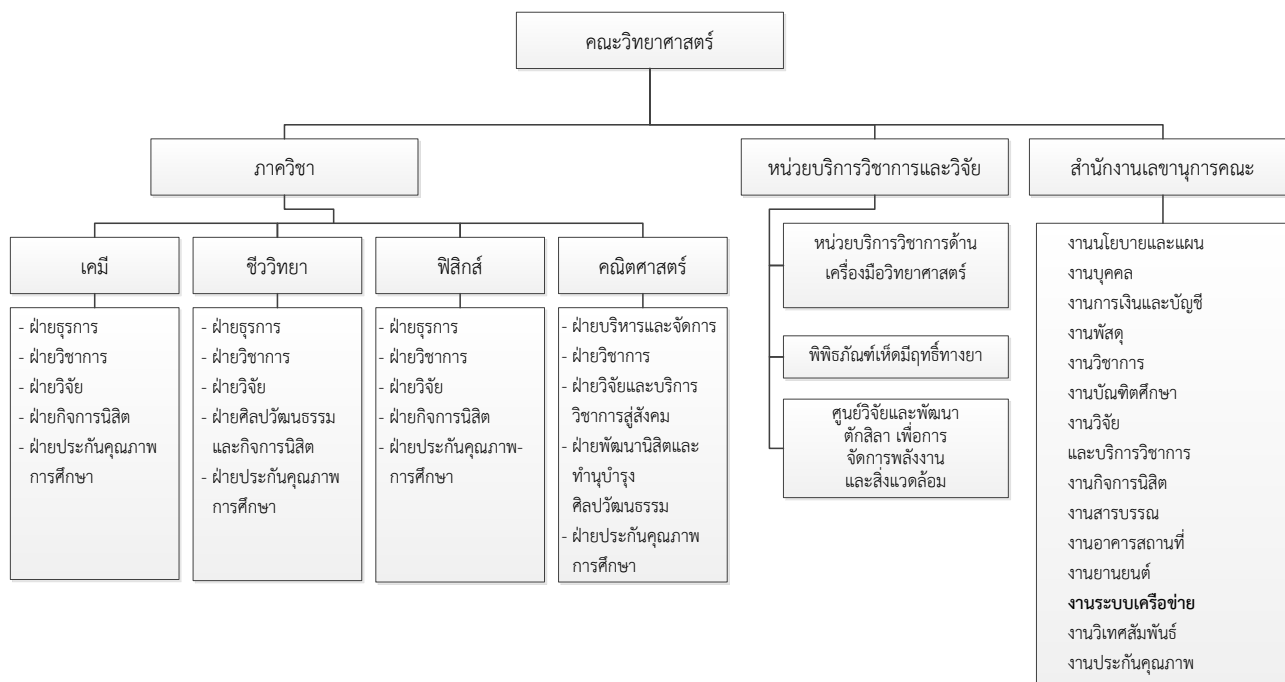 คณะวิทยาศาสตร์
ภาควิชา
หน่วยบริการวิชาการและวิจัย
สำนักงานเลขานุการคณะ
เคมี
- ฝ่ายธุรการ
- ฝ่ายวิชาการ
- ฝ่ายวิจัย
- ฝ่ายกิจการนิสิต
- ฝ่ายประกันคุณภาพ
การศึกษา
ชีววิทยา
- ฝ่ายธุรการ
- ฝ่ายวิชาการ
- ฝ่ายวิจัย
- ฝ่ายศิลปวัฒนธรรม
และกิจการนิสิต
- ฝ่ายประกันคุณภาพ
การศึกษา
ฟิสิกส์
- ฝ่ายธุรการ
- ฝ่ายวิชาการ
- ฝ่ายวิจัย
- ฝ่ายกิจการนิสิต
- ฝ่ายประกันคุณภาพ-
การศึกษา
คณิตศาสตร์
- ฝ่ายบริหารและจัดการ
- ฝ่ายวิชาการ
- ฝ่ายวิจัยและบริการ
วิชาการสู่สังคม
- ฝ่ายพัฒนานิสิตและ
ทำนุบำรุง
ศิลปวัฒนธรรม
- ฝ่ายประกันคุณภาพ
การศึกษา
หน่วยบริการวิชาการด้าน
เครื่องมือวิทยาศาสตร์
พิพิธภัณฑ์เห็ดมีฤทธิ์ทางยา
ศูนย์วิจัยและพัฒนา
ตักสิลา เพื่อการ
จัดการพลังงาน
และสิ่งแวดล้อม
งานนโยบายและแผน
งานบุคคล
งานการเงินและบัญชี
งานพัสดุ
งานวิชาการ
งานบัณฑิตศึกษา
งานวิจัย
และบริการวิชาการ
งานกิจการนิสิต
งานสารบรรณ
งานอาคารสถานที่
งานยานยนต์
งานระบบเครือข่าย
งานวิเทศสัมพันธ์
งานประกันคุณภาพ